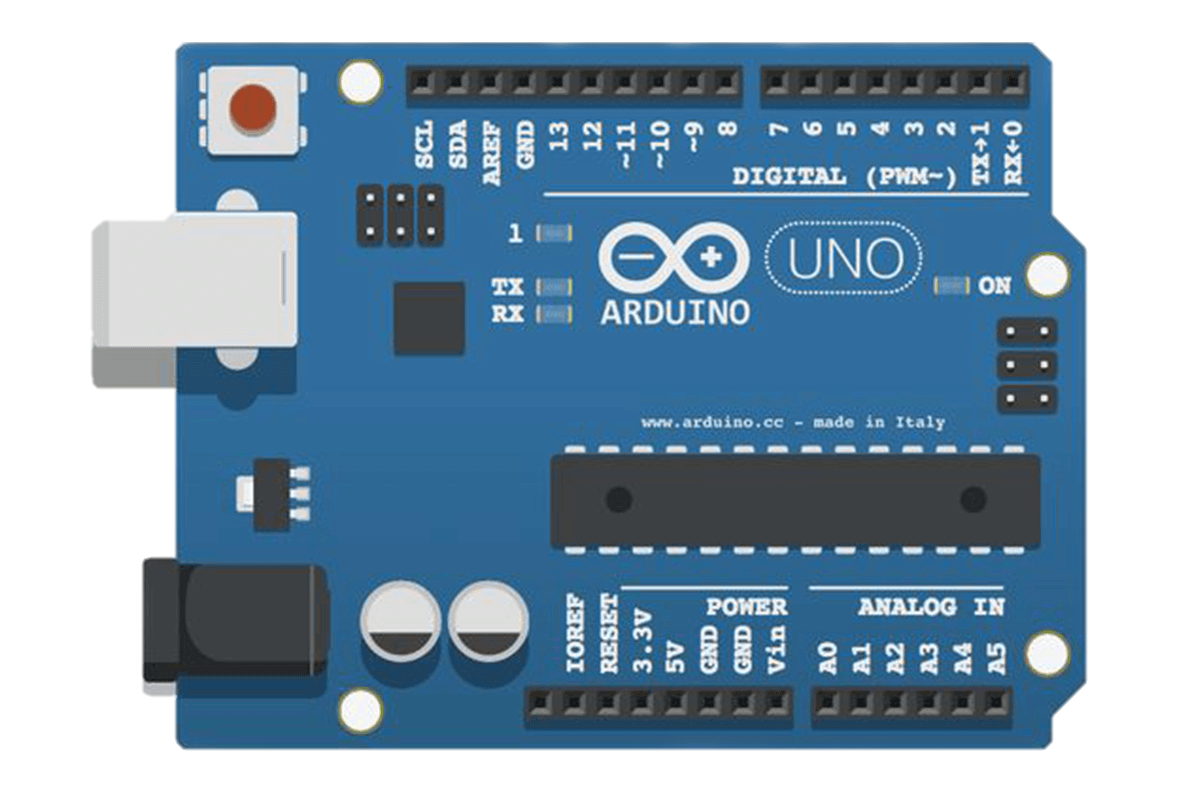 SCL
SDA
AREF
GND
13
12
~11
~10
~9
8
7
6
5
4
3
2
TX→1
RX←0
DIGITAL (PWM~)
1
TX
RX
ARDUINO
UNO
ON
www.arduino.cc - made in Italy
POWER
ANALOG IN
IOREF
RESET
3.3V
5V
GND
GND
Vin
A0
A1
A2
A3
A4
A5